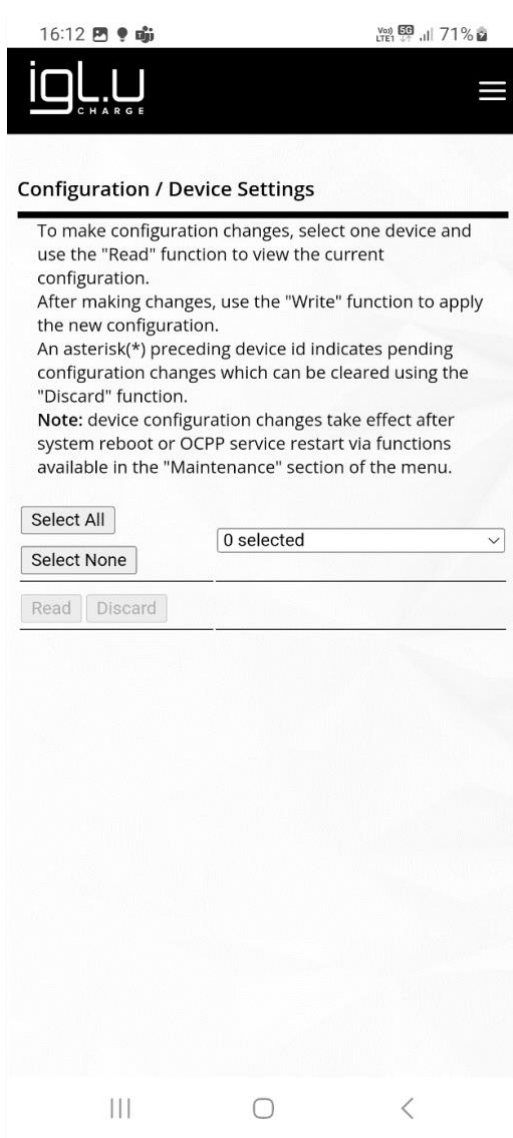 16:12
Vo)) LTE1 5G 71%
igL.U
CHARGE
Configuration / Device Settings
To make configuration changes, select one device and
use the "Read" function to view the current
configuration.
After making changes, use the "Write" function to apply
the new configuration.
An asterisk(*) preceding device id indicates pending
configuration changes which can be cleared using the
"Discard" function.
Note: device configuration changes take effect after
system reboot or OCPP service restart via functions
available in the "Maintenance" section of the menu.
Select All
0 selected
Select None
Read Discard